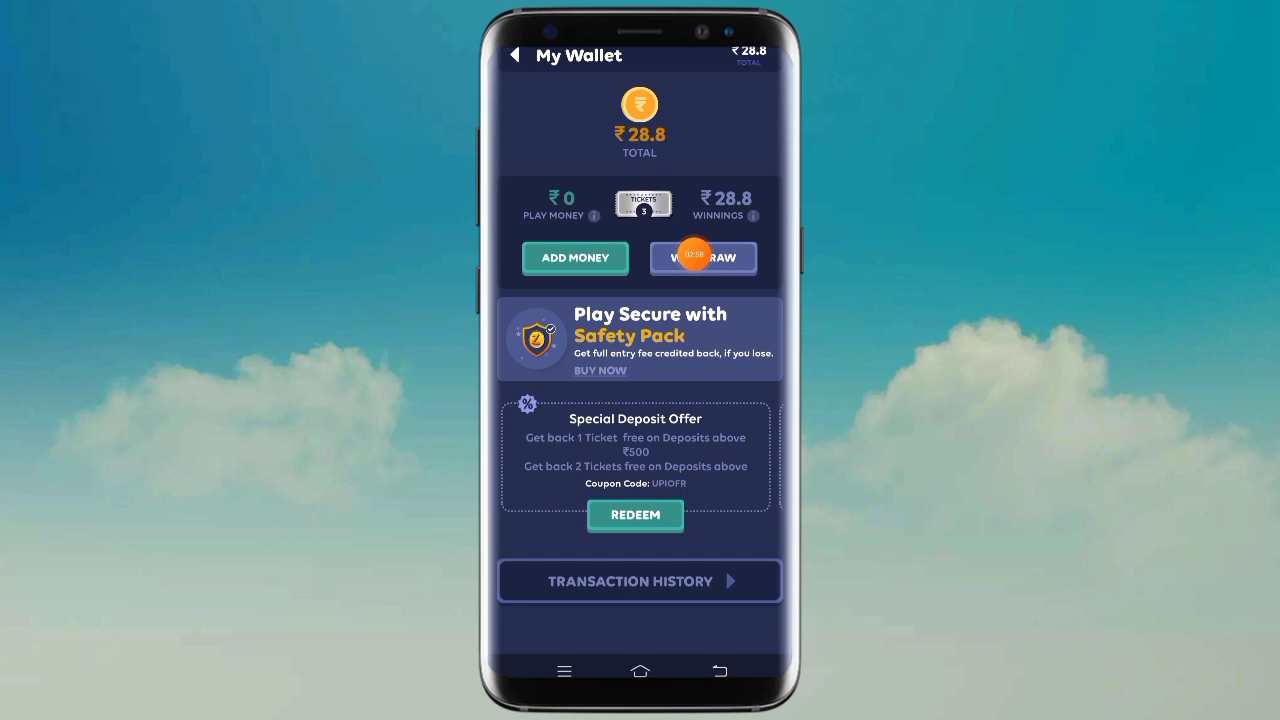 My Wallet
₹ 28.8
TOTAL
₹ 28.8
TOTAL
₹ 0
PLAY MONEY i
TICKETS
3
₹ 28.8
WINNINGS i
ADD MONEY
02:58
RAW
Play Secure with
Safety Pack
Get full entry fee credited back, if you lose.
BUY NOW
%
Special Deposit Offer
Get back 1 Ticket free on Deposits above
₹500
Get back 2 Tickets free on Deposits above
Coupon Code: UPIOFR
REDEEM
TRANSACTION HISTORY